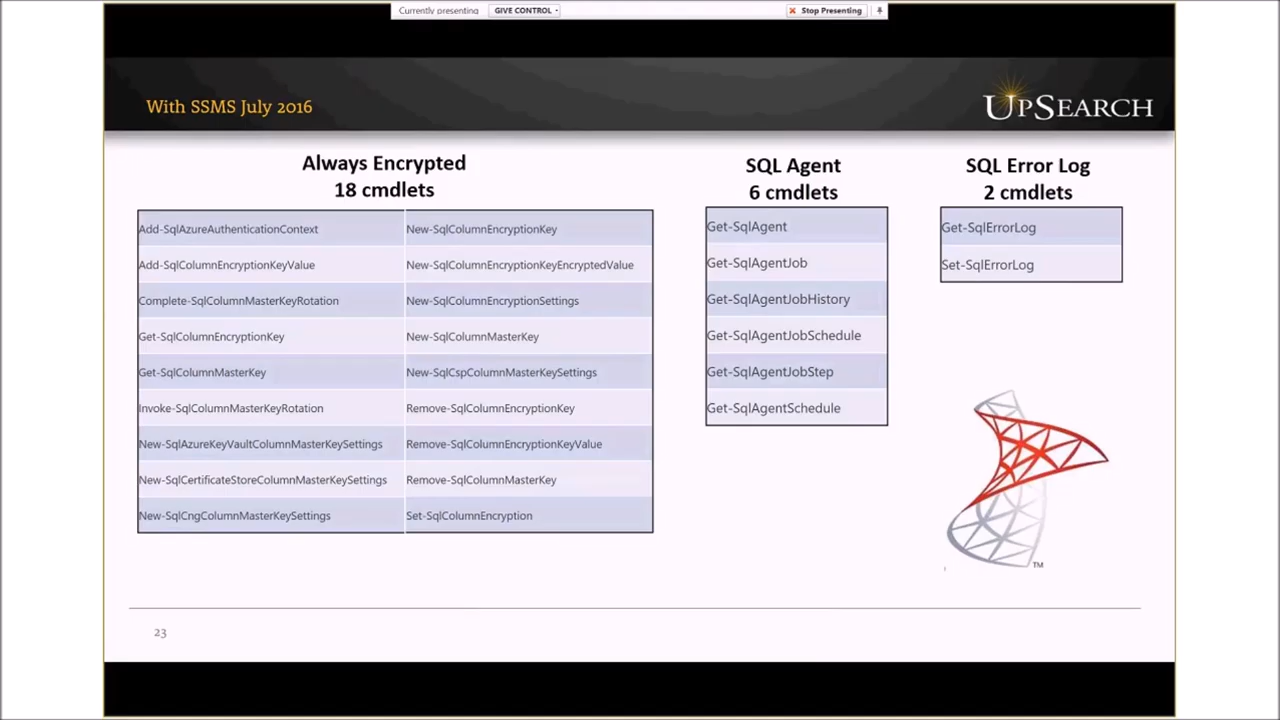 Currently presenting
GIVE CONTROL
Stop Presenting
With SSMS July 2016
UPSEARCH
Always Encrypted
18 cmdlets
Add-SqlAzureAuthenticationContext
New-SqlColumnEncryptionKey
Add-SqlColumnEncryptionKeyValue
New-SqlColumnEncryptionKeyEncryptedValue
Complete-SqlColumnMasterKeyRotation
New-SqlColumnEncryptionSettings
Get-SqlColumnEncryptionKey
New-SqlColumnMasterKey
Get-SqlColumnMasterKey
New-SqlCspColumnMasterKeySettings
Invoke-SqlColumnMasterKeyRotation
Remove-SqlColumnEncryptionKey
New-SqlAzureKeyVaultColumnMasterKeySettings
Remove-SqlColumnEncryptionKeyValue
New-SqlCertificateStoreColumnMasterKeySettings
Remove-SqlColumnMasterKey
New-SqlCngColumnMasterKeySettings
Set-SqlColumnEncryption
SQL Agent
6 cmdlets
Get-SqlAgent
Get-SqlAgentJob
Get-SqlAgentJobHistory
Get-SqlAgentJobSchedule
Get-SqlAgentJobStep
Get-SqlAgentSchedule
SQL Error Log
2 cmdlets
Get-SqlErrorLog
Set-SqlErrorLog
TM
23